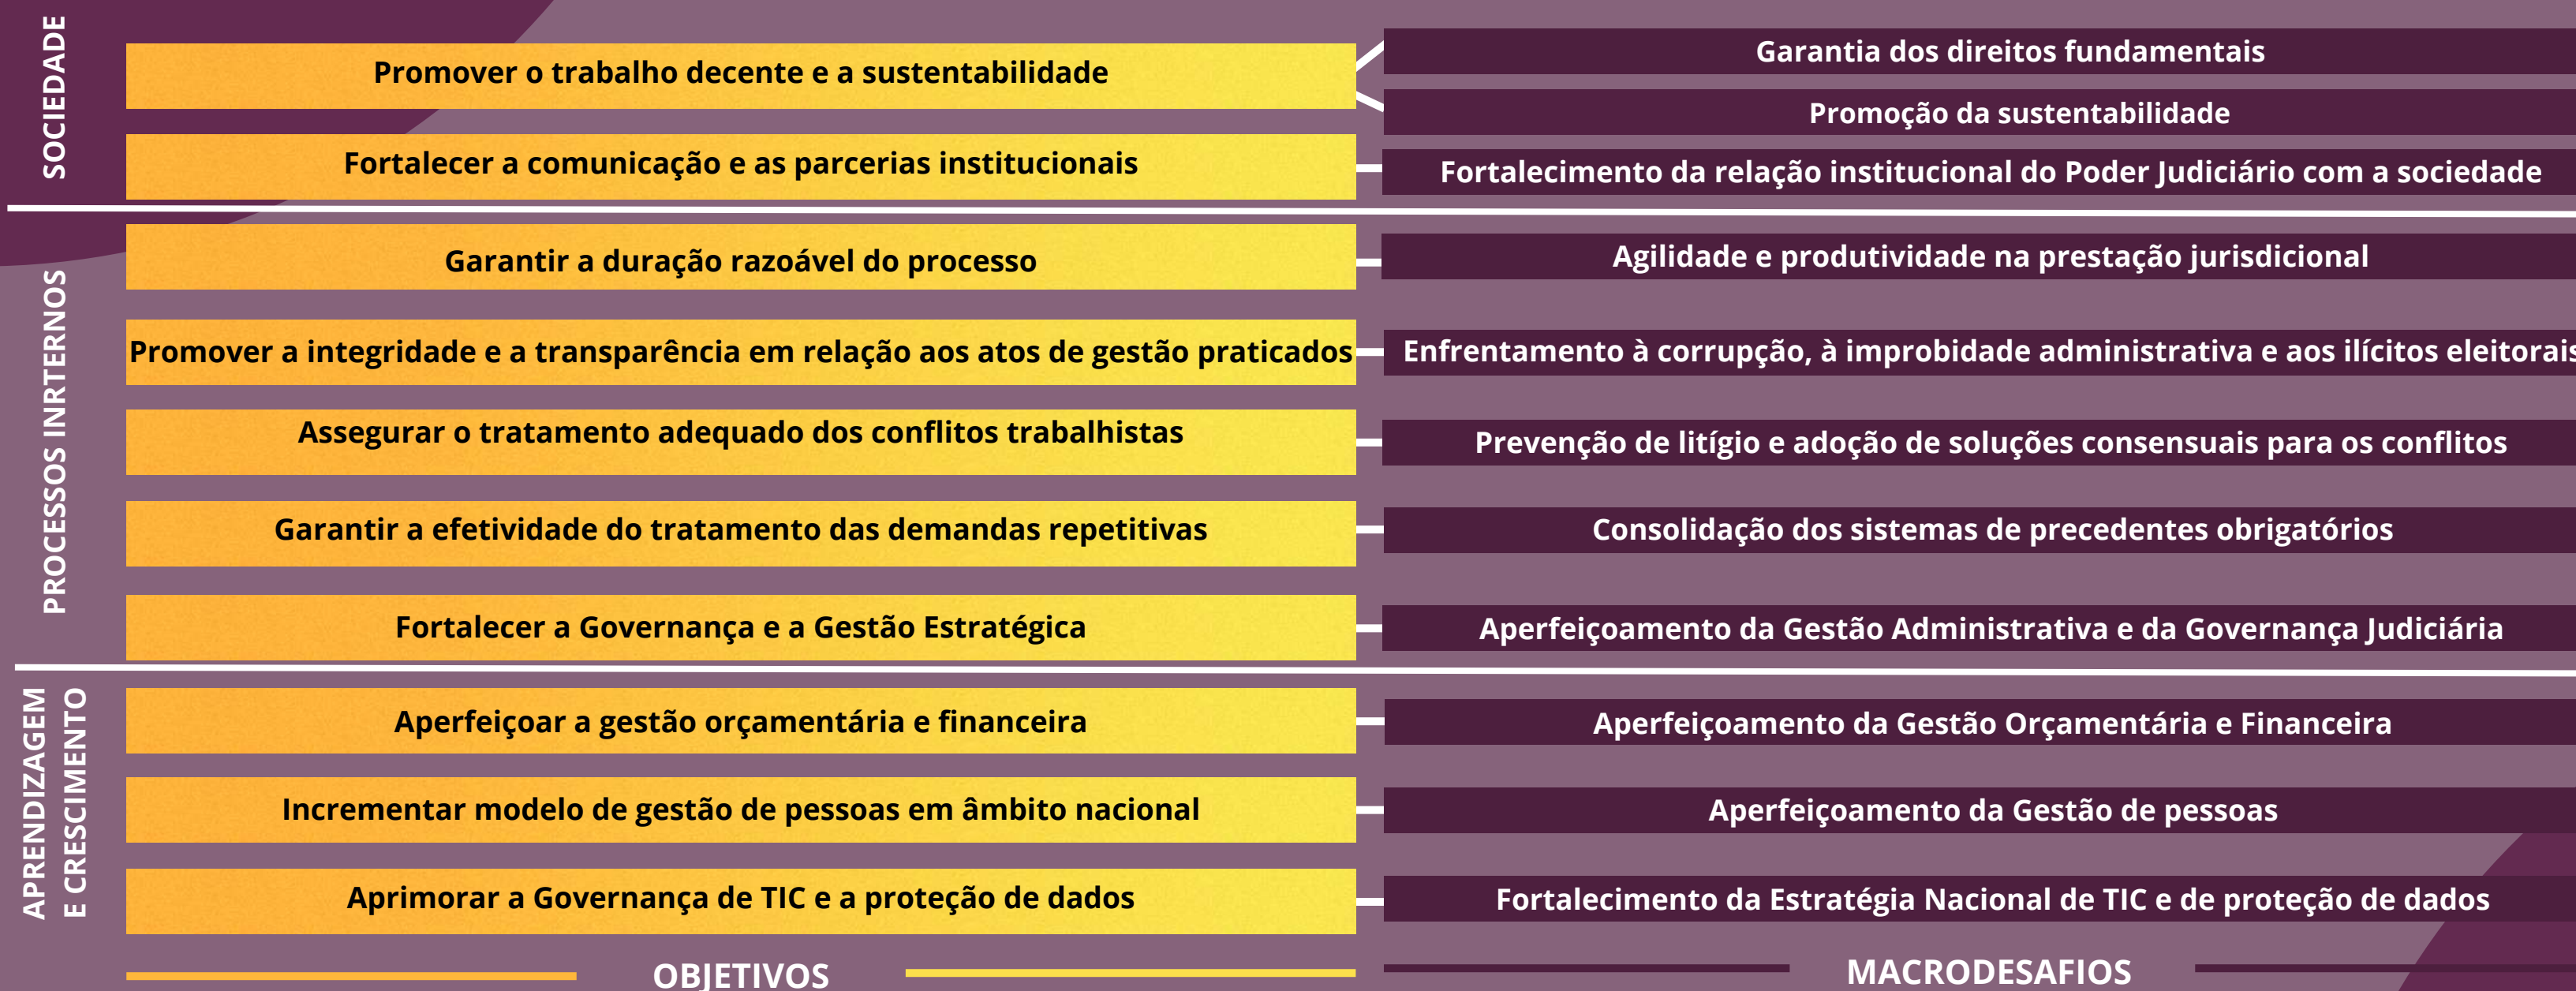 SOCIEDADE
Promover o trabalho decente e a sustentabilidade
Garantia dos direitos fundamentais
Promoção da sustentabilidade
Fortalecer a comunicação e as parcerias institucionais
Fortalecimento da relação institucional do Poder Judiciário com a sociedade
PROCESSOS INRTERNOS
Garantir a duração razoável do processo
Agilidade e produtividade na prestação jurisdicional
Promover a integridade e a transparência em relação aos atos de gestão praticados
Enfrentamento à corrupção, à improbidade administrativa e aos ilícitos eleitorais
Assegurar o tratamento adequado dos conflitos trabalhistas
Prevenção de litígio e adoção de soluções consensuais para os conflitos
Garantir a efetividade do tratamento das demandas repetitivas
Consolidação dos sistemas de precedentes obrigatórios
Fortalecer a Governança e a Gestão Estratégica
Aperfeiçoamento da Gestão Administrativa e da Governança Judiciária
APRENDIZAGEM
E CRESCIMENTO
Aperfeiçoar a gestão orçamentária e financeira
Aperfeiçoamento da Gestão Orçamentária e Financeira
Incrementar modelo de gestão de pessoas em âmbito nacional
Aperfeiçoamento da Gestão de pessoas
Aprimorar a Governança de TIC e a proteção de dados
Fortalecimento da Estratégia Nacional de TIC e de proteção de dados
OBJETIVOS
MACRODESAFIOS